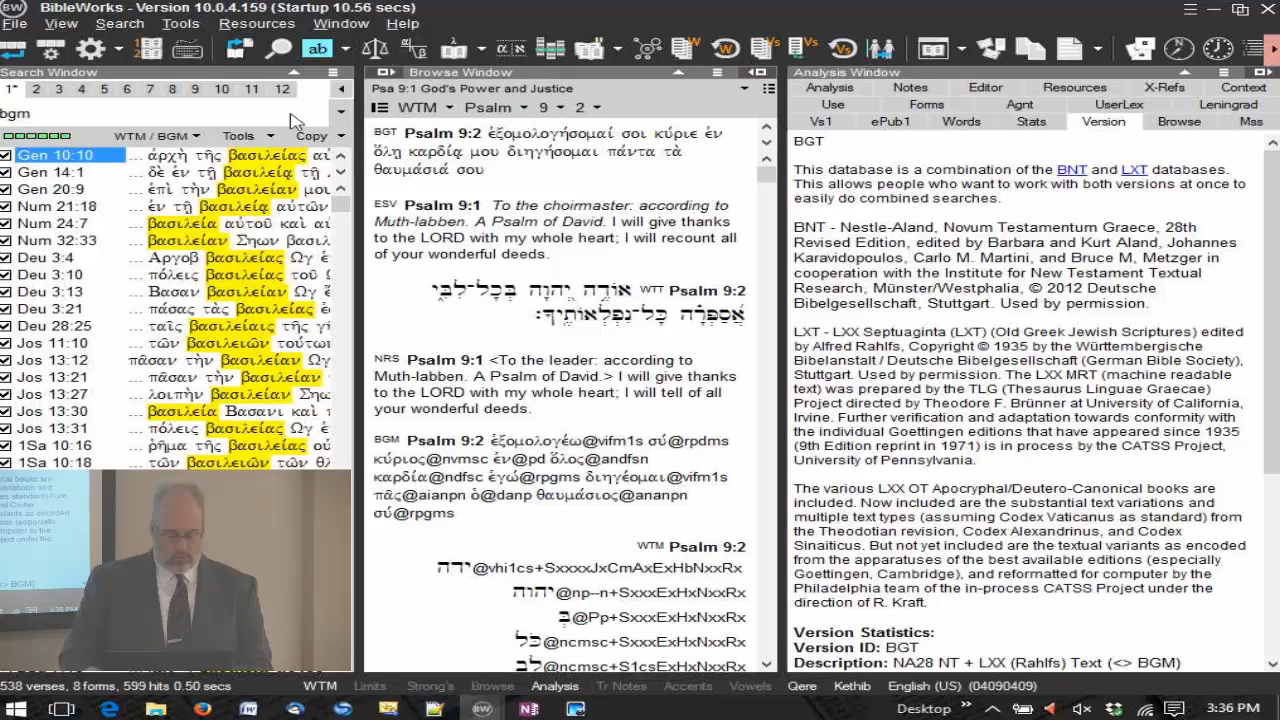 BibleWorks - Version 10.0.4.159 (Startup 10.56 secs)
File View Search Tools Resources Window Help
Search Window
1* 2 3 4 5 6 7 8 9 10 11 12
bgm
WTM / BGM Tools Copy
Gen 10:10 ... ἀρχὴ τῆς βασιλείας αὐ
Gen 14:1 ... δὲ ἐν τῇ βασιλείᾳ τῇ
Gen 20:9 ... ἐπὶ τὴν βασιλείαν μου
Num 21:18 ... ἐν τῇ βασιλείᾳ αὐτῶν
Num 24:7 ... βασιλεία αὐτοῦ καὶ αὐ
Num 32:33 ... βασιλείαν Σηων βασιλ
Deu 3:4 ... Αργοβ βασιλείας Ωγ
Deu 3:10 ... πόλεις βασιλείας τοῦ
Deu 3:13 ... Βασαν βασιλείαν Ωγ
Deu 3:21 ... πάσας τὰς βασιλείας
Deu 28:25 ... ταῖς βασιλείαις τῆς γ
Jos 11:10 ... τῶν βασιλειῶν τούτω
Jos 13:12 πᾶσαν τὴν βασιλείαν Ωγ
Jos 13:21 ... πᾶσαν τὴν βασιλείαν
Jos 13:27 ... λοιπὴν βασιλείαν Σηω
Jos 13:30 ... βασιλεία Βασανι καὶ
Jos 13:31 ... πόλεις βασιλείας Ωγ
1Sa 10:16 ... ῥῆμα τῆς βασιλείας οὐ
1Sa 10:18 ... τῶν βασιλειῶν τῶν θλ
Browse Window
Psa 9:1 God's Power and Justice
WTM Psalm 9 2
BGT Psalm 9:2 ἐξομολογήσομαί σοι κύριε ἐν
ὅλῃ καρδίᾳ μου διηγήσομαι πάντα τὰ
θαυμάσιά σου
ESV Psalm 9:1 To the choirmaster: according to
Muth-labben. A Psalm of David. I will give thanks
to the LORD with my whole heart; I will recount all
of your wonderful deeds.
WTT Psalm 9:2 אוֹדֶ֣ה יְ֭הוָה בְּכָל־לִבִּ֑י
אֲ֝סַפְּרָ֗ה כָּל־נִפְלְאוֹתֶֽיךָ׃
NRS Psalm 9:1 <To the leader: according to
Muth-labben. A Psalm of David.> I will give thanks
to the LORD with my whole heart; I will tell of all
your wonderful deeds.
BGM Psalm 9:2 ἐξομολογέω@vifm1s σύ@rpdms
κύριος@nvmsc ἐν@pd ὅλος@andfsn
καρδία@ndfsc ἐγώ@rpgms διηγέομαι@vifm1s
πᾶς@aianpn ὁ@danp θαυμάσιος@ananpn
σύ@rpgms
WTM Psalm 9:2
ידה@vhi1cs+SxxxxJxCmAxExHbNxxRx
יהוה@np--n+SxxxExHxNxxRx
בְּ@Pp+SxxxExHxNxxRx
כֹּל@ncmsc+SxxxExHxNxxRx
לֵב@ncmsc+S1csExHxNxxRx
Analysis Window
Analysis Notes Editor Resources X-Refs Context
Use Forms Agnt UserLex Leningrad
Vs1 ePub1 Words Stats Version Browse Mss
BGT
This database is a combination of the BNT and LXT databases.
This allows people who want to work with both versions at once to
easily do combined searches.
BNT - Nestle-Aland, Novum Testamentum Graece, 28th
Revised Edition, edited by Barbara and Kurt Aland, Johannes
Karavidopoulos, Carlo M. Martini, and Bruce M, Metzger in
cooperation with the Institute for New Testament Textual
Research, Münster/Westphalia, © 2012 Deutsche
Bibelgesellschaft, Stuttgart. Used by permission.
LXT - LXX Septuaginta (LXT) (Old Greek Jewish Scriptures) edited
by Alfred Rahlfs, Copyright © 1935 by the Württembergische
Bibelanstalt / Deutsche Bibelgesellschaft (German Bible Society),
Stuttgart. Used by permission. The LXX MRT (machine readable
text) was prepared by the TLG (Thesaurus Linguae Graecae)
Project directed by Theodore F. Brünner at University of California,
Irvine. Further verification and adaptation towards conformity with
the individual Goettingen editions that have appeared since 1935
(9th Edition reprint in 1971) is in process by the CATSS Project,
University of Pennsylvania.
The various LXX OT Apocryphal/Deutero-Canonical books are
included. Now included are the substantial text variations and
multiple text types (assuming Codex Vaticanus as standard) from
the Theodotian revision, Codex Alexandrinus, and Codex
Sinaiticus. But not yet included are the textual variants as encoded
from the apparatuses of the best available editions (especially
Goettingen, Cambridge), and reformatted for computer by the
Philadelphia team of the in-process CATSS Project under the
direction of R. Kraft.
Version Statistics:
Version ID: BGT
Description: NA28 NT + LXX (Rahlfs) Text (<> BGM)
538 verses, 8 forms, 599 hits 0.50 secs WTM Limits Strong's Browse Analysis Tr Notes Accents Vowels Qere Kethib English (US) (04090409)
Desktop 3:36 PM